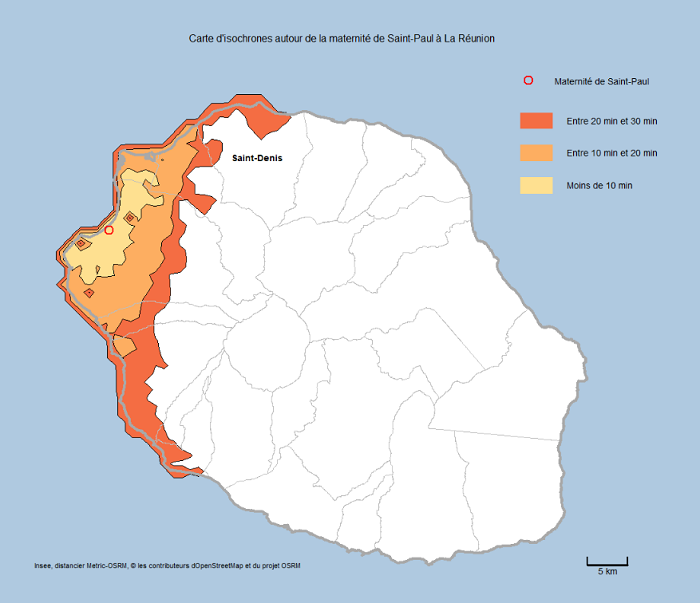 Carte d'isochrones autour de la maternité de Saint-Paul à La Réunion
Maternité de Saint-Paul
Entre 20 min et 30 min
Entre 10 min et 20 min
Moins de 10 min
Saint-Denis
Insee, distancier Metric-OSRM, © les contributeurs dOpenStreetMap et du projet OSRM
5 km